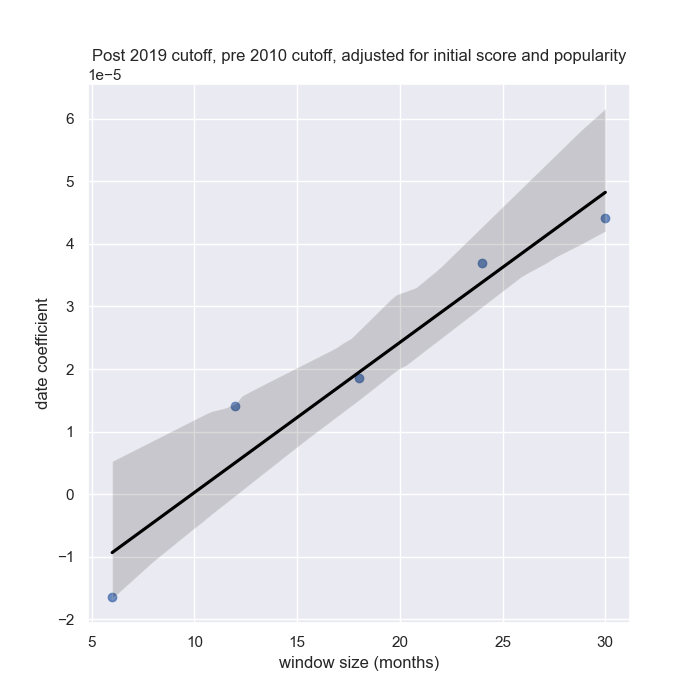 Post 2019 cutoff, pre 2010 cutoff, adjusted for initial score and popularity
1e−5
6
5
4
3
2
1
0
−1
−2
date coefficient
5 10 15 20 25 30
window size (months)